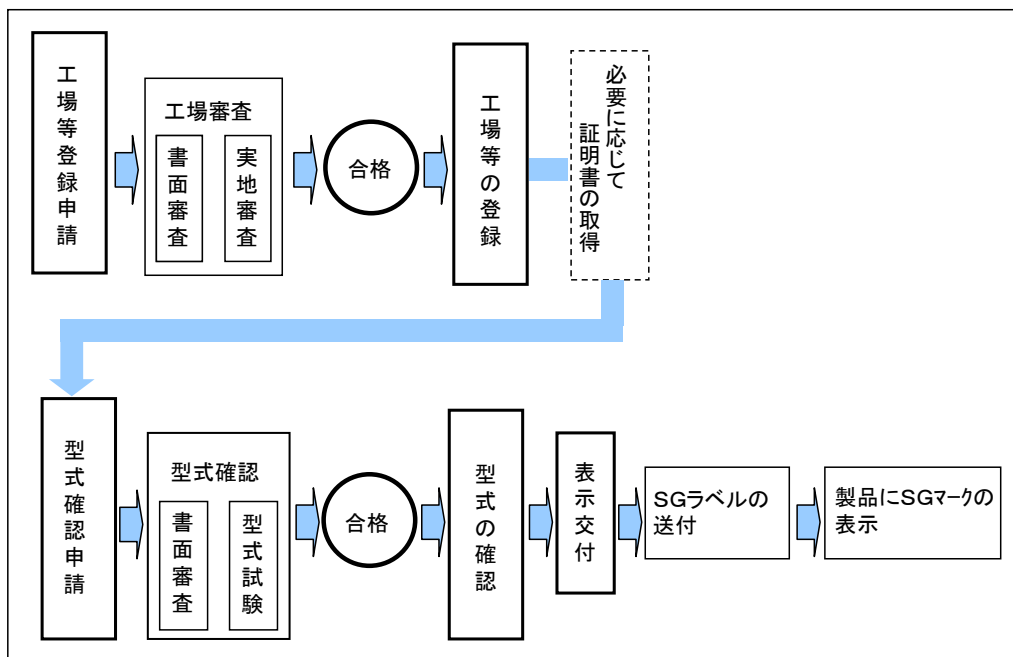 工場等登録申請
工場審査
書面審査
実地審査
合格
工場等の登録
必要に応じて
証明書の取得
型式確認申請
型式確認
書面審査
型式試験
合格
型式の確認
表示交付
SGラベルの
送付
製品にSGマークの
表示